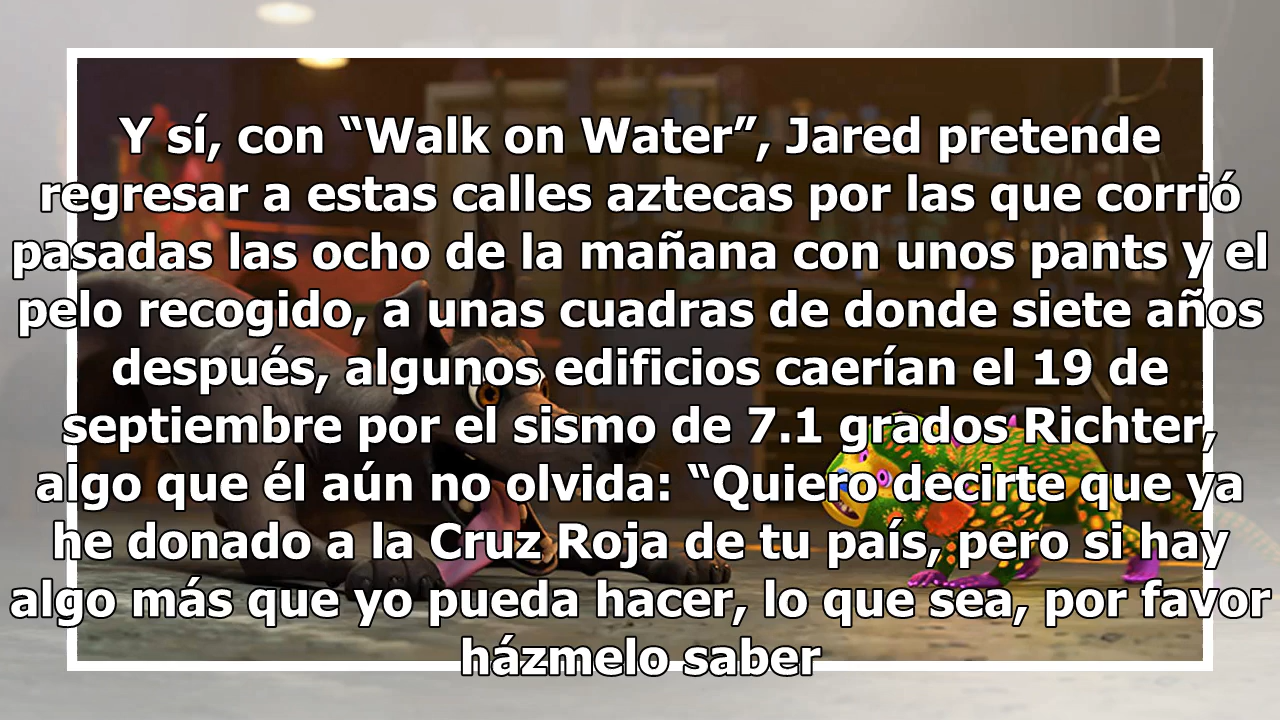 Y sí, con “Walk on Water”, Jared pretende
regresar a estas calles aztecas por las que corrió
pasadas las ocho de la mañana con unos pants y el
pelo recogido, a unas cuadras de donde siete años
después, algunos edificios caerían el 19 de
septiembre por el sismo de 7.1 grados Richter,
algo que él aún no olvida: “Quiero decirte que ya
he donado a la Cruz Roja de tu país, pero si hay
algo más que yo pueda hacer, lo que sea, por favor
házmelo saber